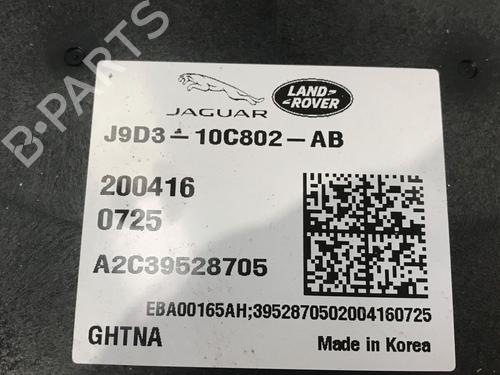 B-PARTS
JAGUAR
LAND
ROVER
J9D3-10C802-AB
200416
0725
A2C39528705
EBA00165AH;3952870502004160725
GHTNA
Made in Korea